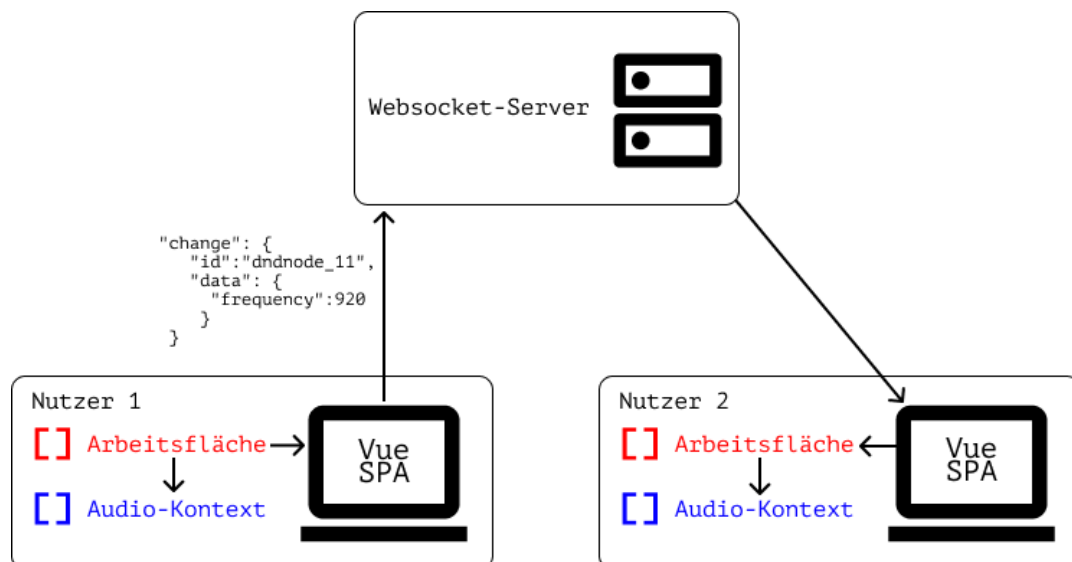 Websocket-Server
"change": {
"id":"dndnode_11",
"data": {
"frequency":920
}
}
Nutzer 1
[] Arbeitsfläche
[] Audio-Kontext
Vue
SPA
Nutzer 2
[] Arbeitsfläche
[] Audio-Kontext
Vue
SPA